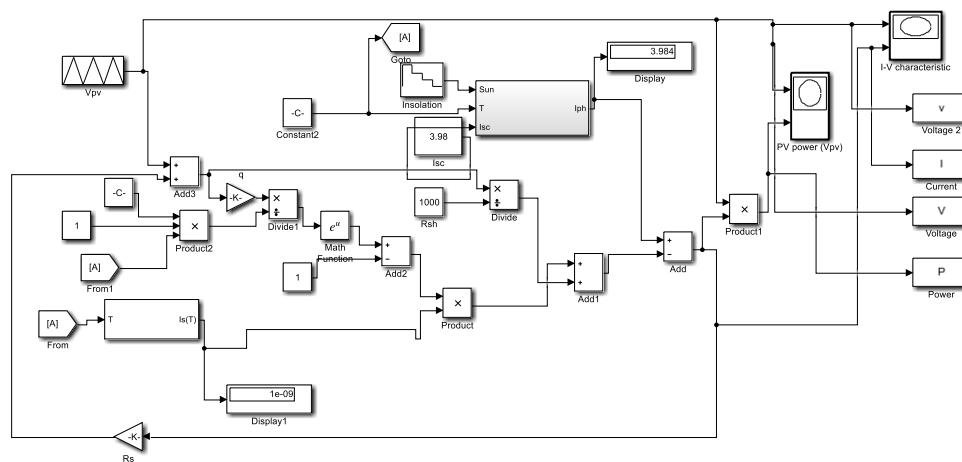 [A]
Goto
3.984
Display
I-V characteristic
Vpv
Insolation
Sun
T
Isc
Iph
-C-
Constant2
3.98
Isc
PV power (Vpv)
v
Voltage 2
I
Current
V
Voltage
P
Power
+
+
Add3
q
-K-
×
÷
Divide1
1000
Rsh
×
÷
Divide
×
Product1
-C-
1
×
Product2
[A]
From1
eᵘ
Math
Function
1
+
−
Add2
×
Product
+
+
Add1
+
−
Add
[A]
From
T
Is(T)
1e-09
Display1
-K-
Rs